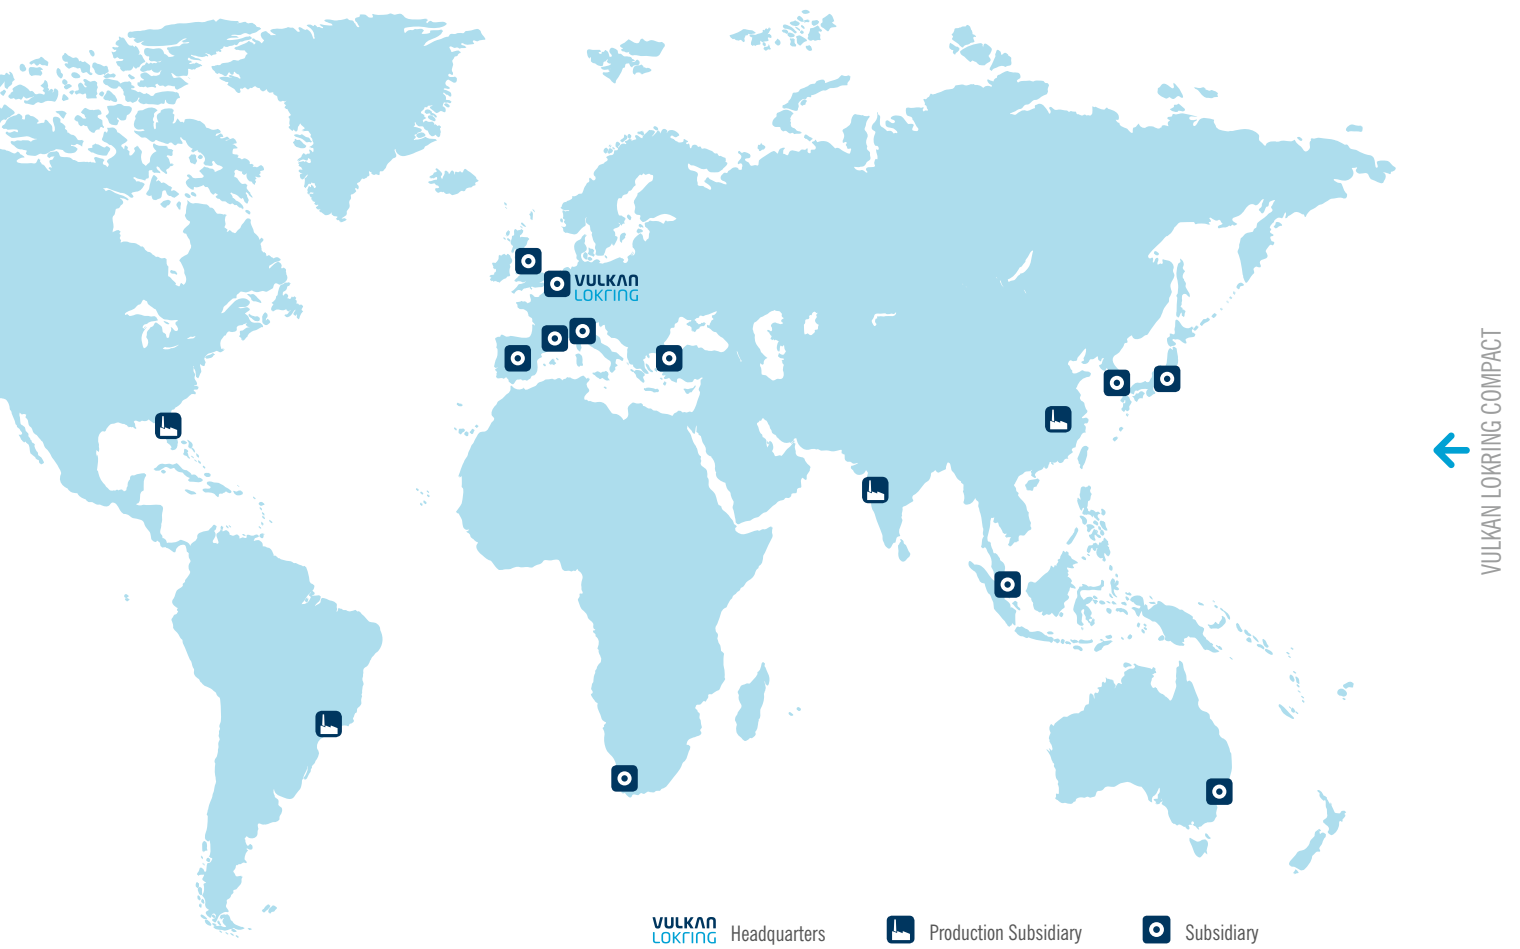 VULKAN
LOKRING
VULKAN LOKRING COMPACT
VULKAN
LOKRING
Headquarters
Production Subsidiary
Subsidiary